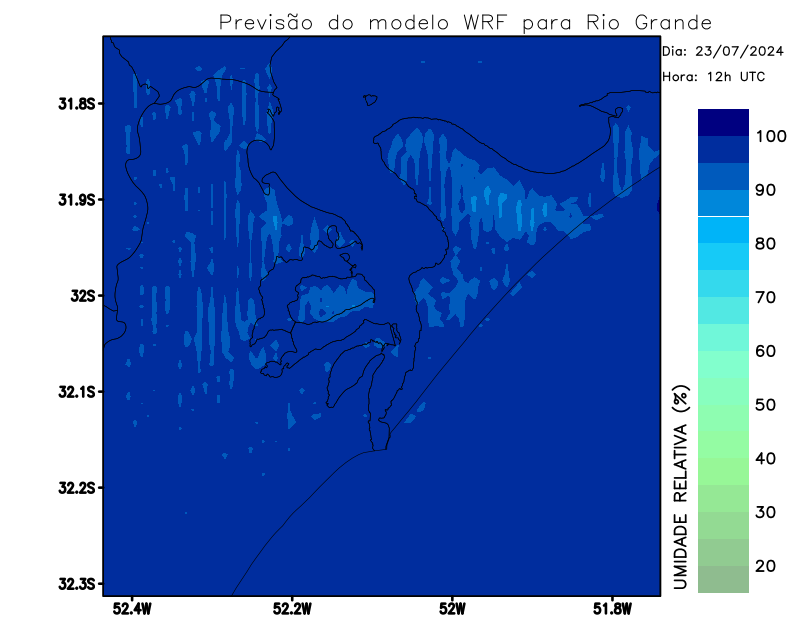 Previsão do modelo WRF para Rio Grande
Dia: 23/07/2024
Hora: 12h UTC
31.8S
31.9S
32S
32.1S
32.2S
32.3S
52.4W
52.2W
52W
51.8W
UMIDADE RELATIVA (%)
100
90
80
70
60
50
40
30
20